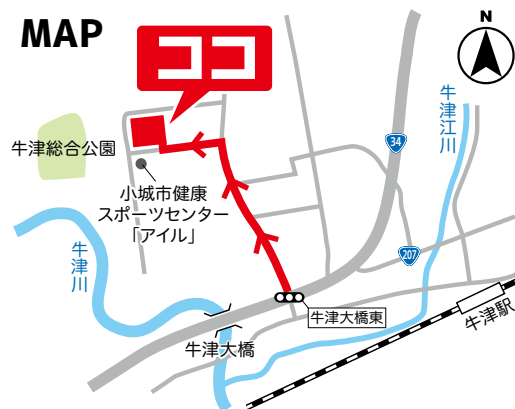 MAP
ココ
N
牛津総合公園
小城市健康
スポーツセンター
「アイル」
34
牛津江川
207
牛津川
牛津大橋東
牛津大橋
牛津駅